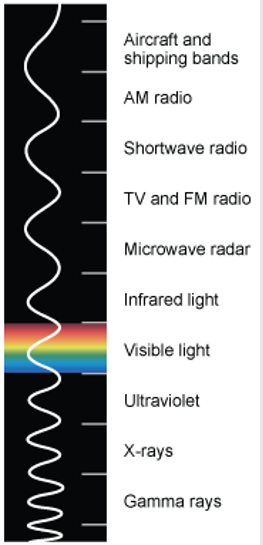 Aircraft and
shipping bands
AM radio
Shortwave radio
TV and FM radio
Microwave radar
Infrared light
Visible light
Ultraviolet
X-rays
Gamma rays